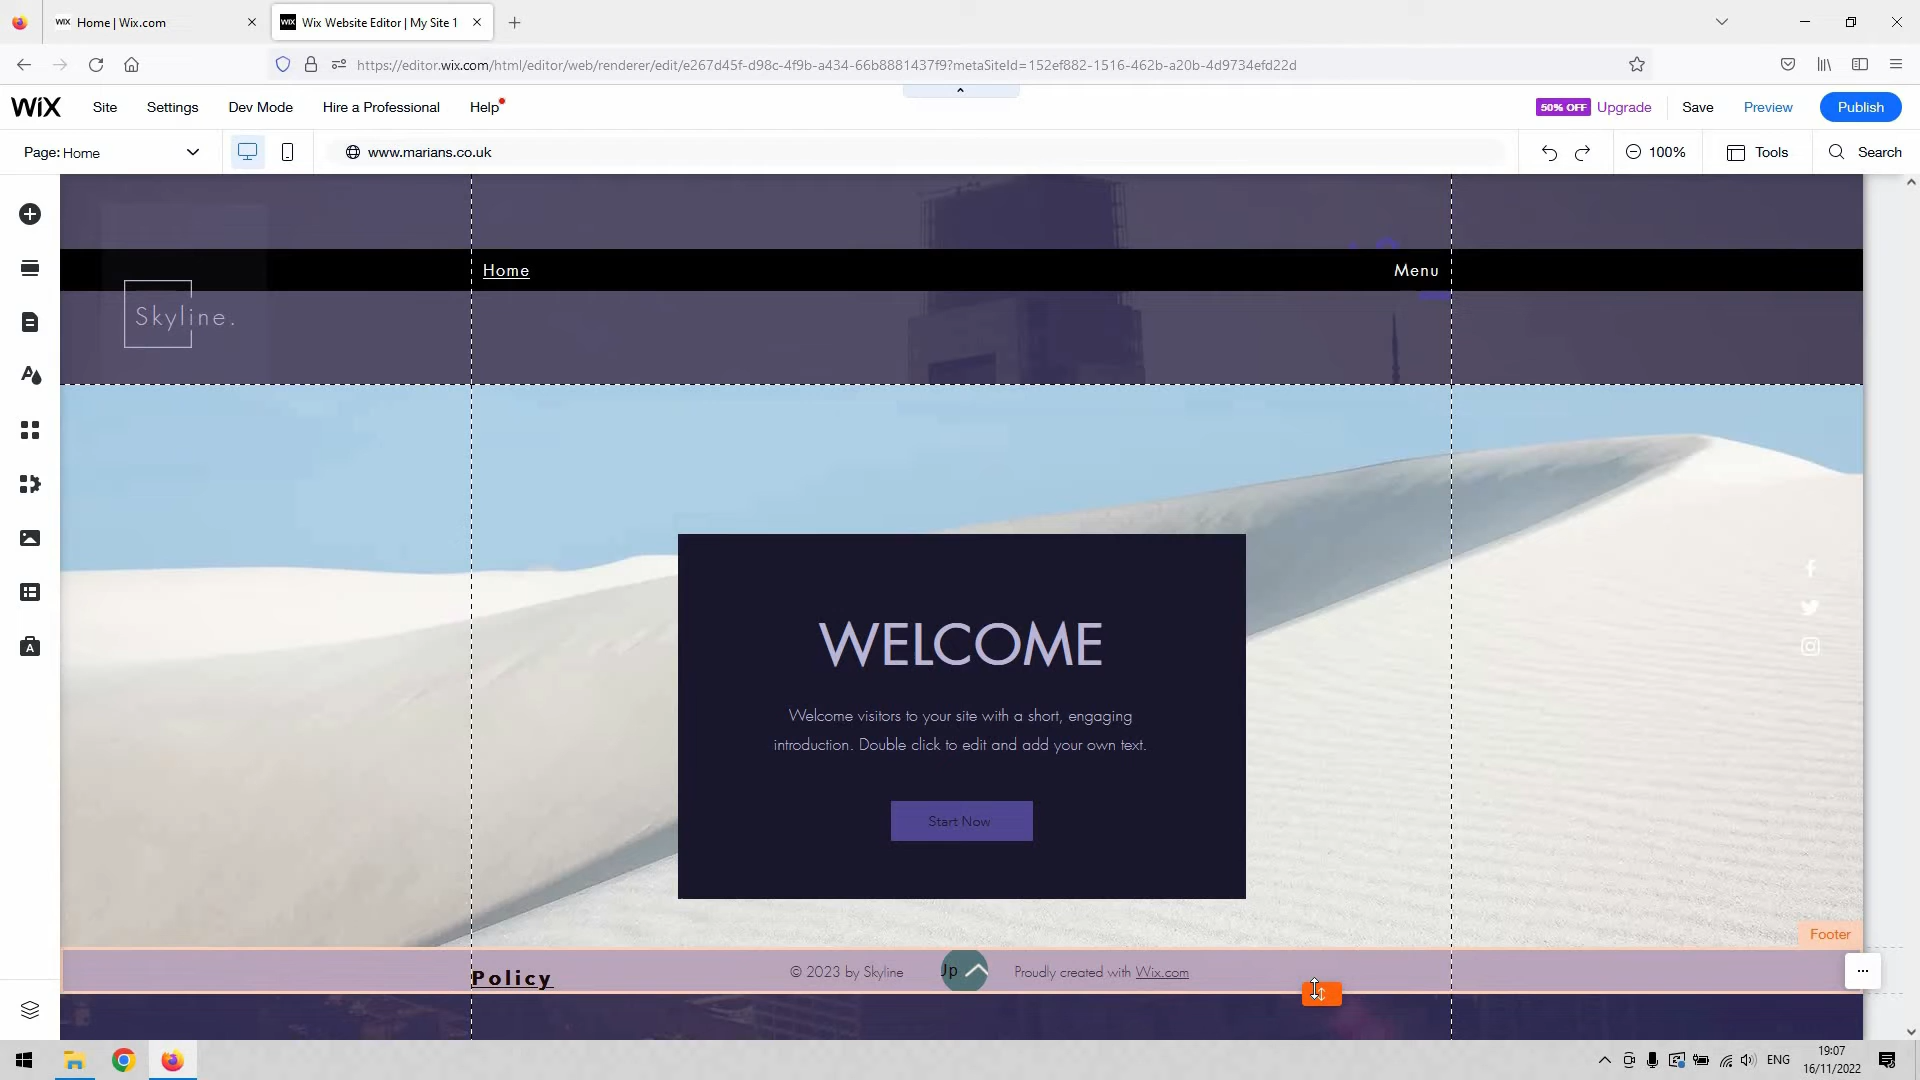 WiX Home | Wix.com
WiX Wix Website Editor | My Site 1
https://editor.wix.com/html/editor/web/renderer/edit/e267d45f-d98c-4f9b-a434-66b8881437f9?metaSiteId=152ef882-1516-462b-a20b-4d9734efd22d
WiX Site Settings Dev Mode Hire a Professional Help 50% OFF Upgrade Save Preview Publish
Page: Home www.marians.co.uk 100% Tools Search
Home Menu
Skyline.
WELCOME
Welcome visitors to your site with a short, engaging
introduction. Double click to edit and add your own text.
Start Now
Footer
Policy © 2023 by Skyline Up Proudly created with Wix.com
ENG 19:07
16/11/2022